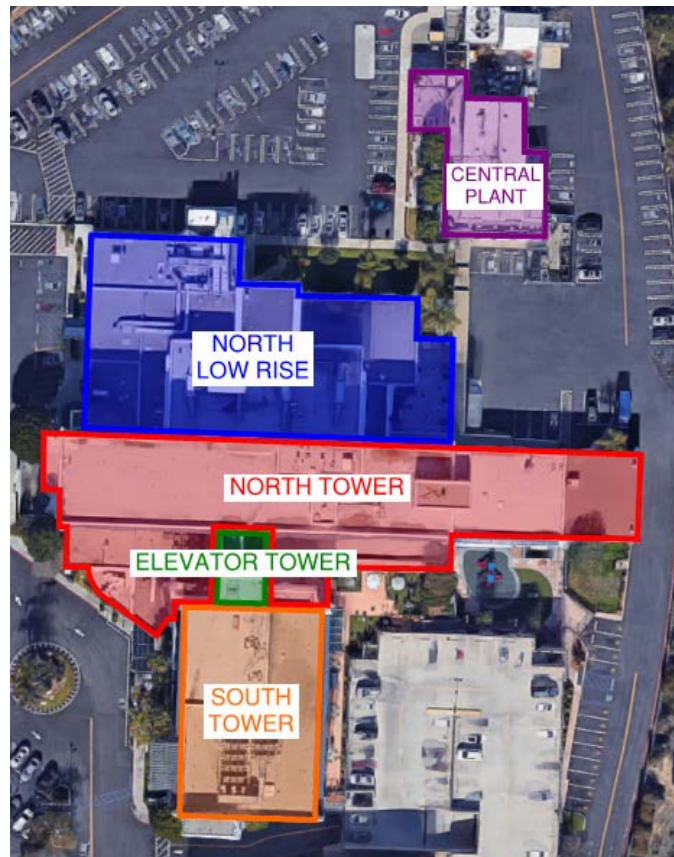 CENTRAL
PLANT
NORTH
LOW RISE
NORTH TOWER
ELEVATOR TOWER
SOUTH
TOWER